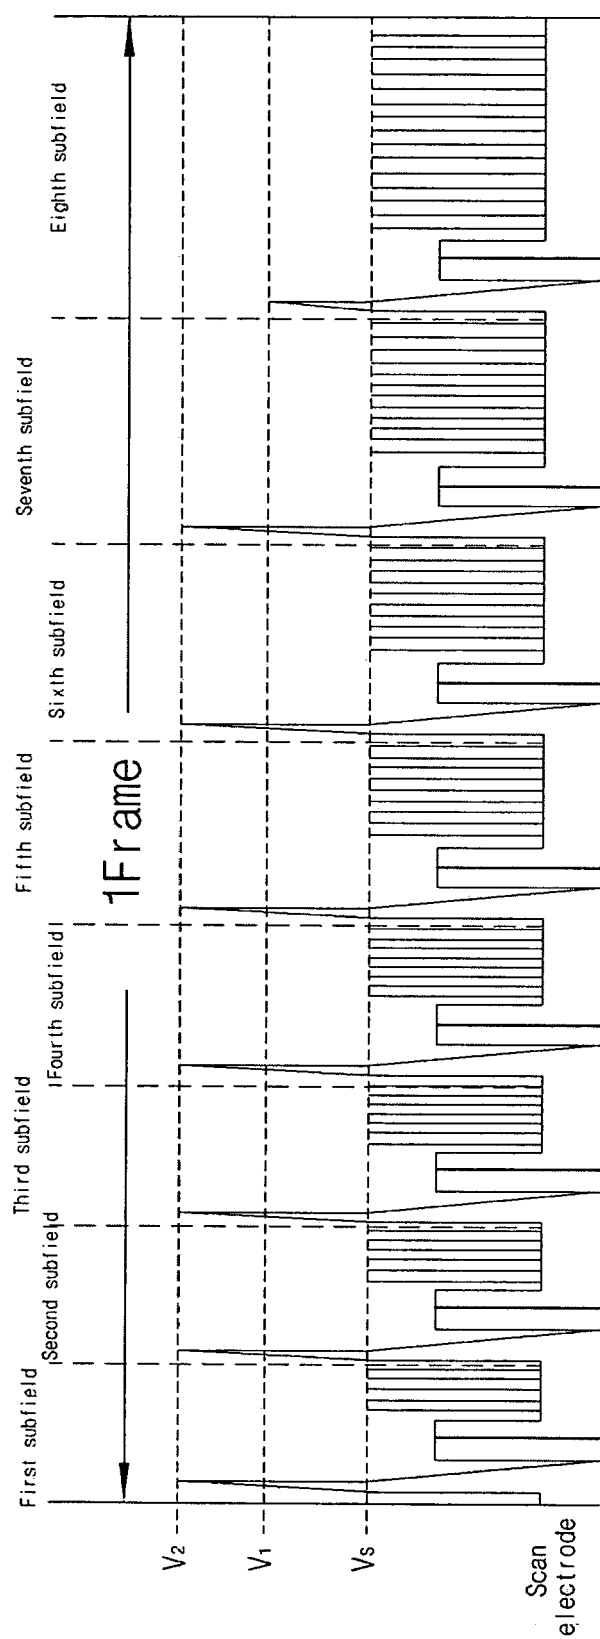 First subfield
Second subfield
Third subfield
Fourth subfield
Fifth subfield
Sixth subfield
Seventh subfield
Eighth subfield
1Frame
V2
V1
Vs
Scan
electrode